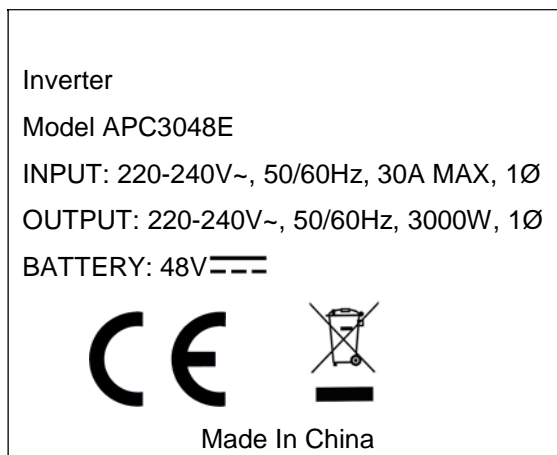 Inverter
Model APC3048E
INPUT: 220-240V~, 50/60Hz, 30A MAX, 1Ø
OUTPUT: 220-240V~, 50/60Hz, 3000W, 1Ø
BATTERY: 48V⎓
CE
Made In China